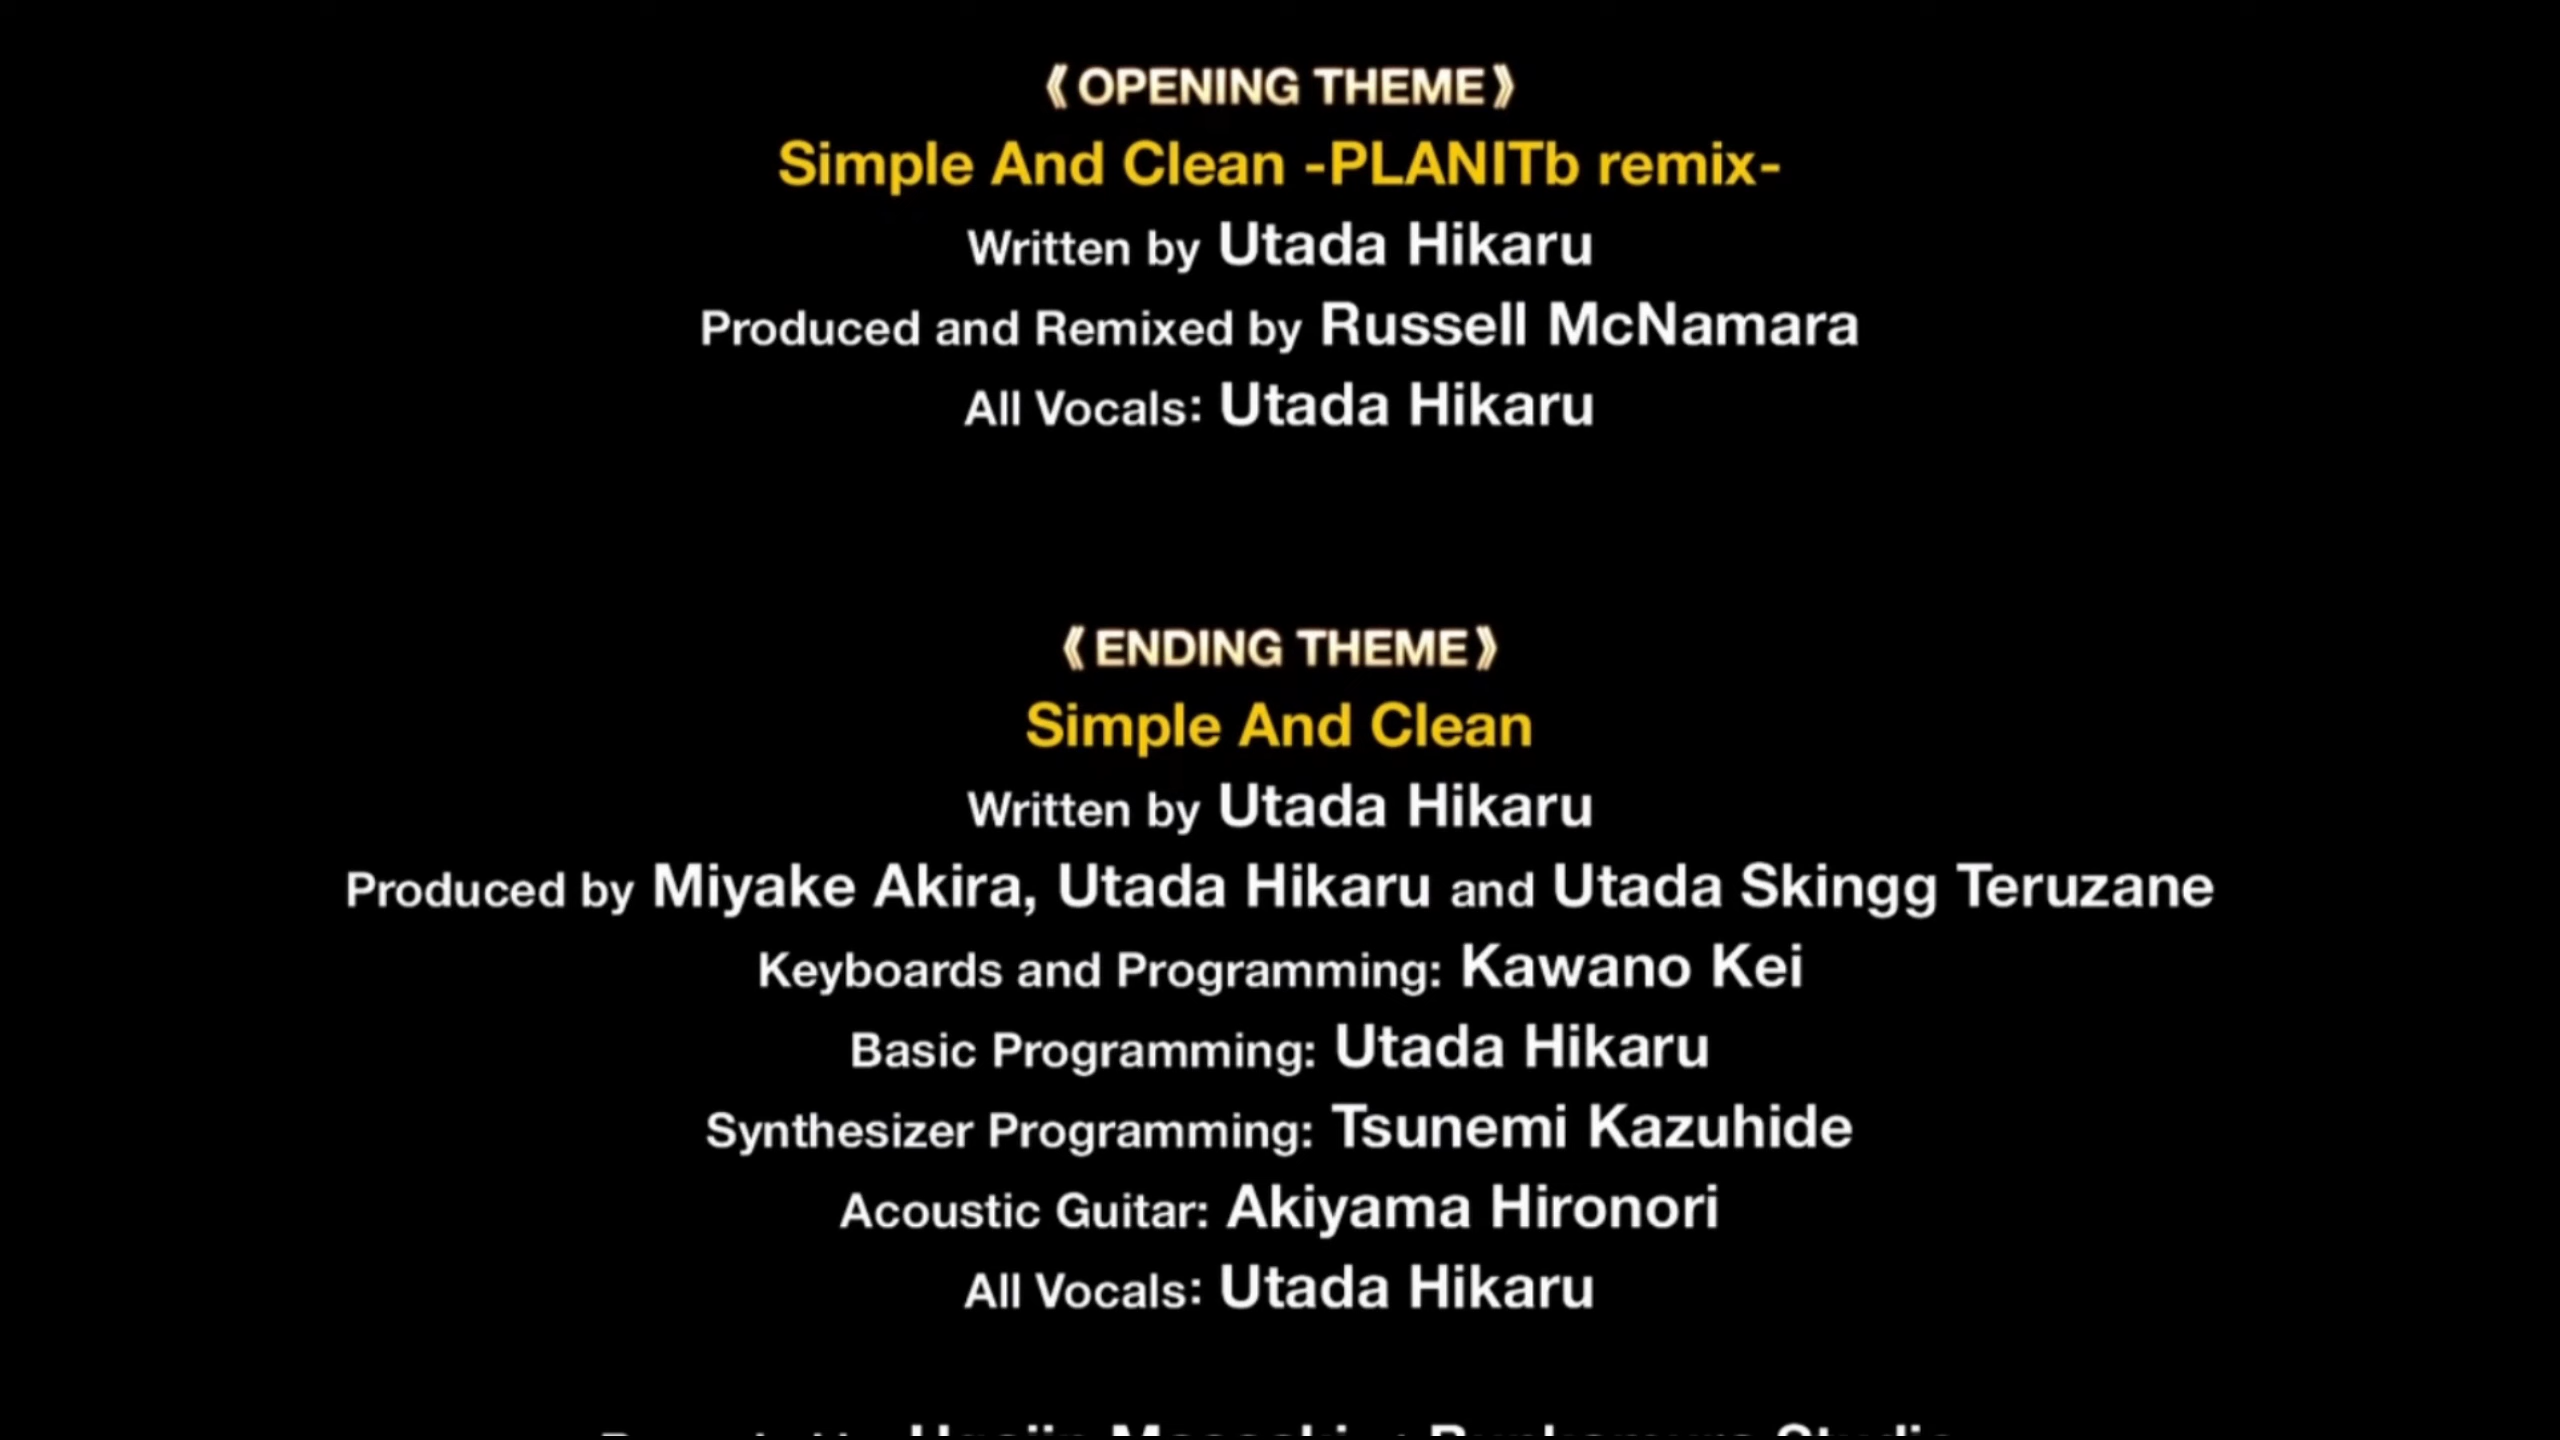 《OPENING THEME》
Simple And Clean -PLANITb remix-
Written by Utada Hikaru
Produced and Remixed by Russell McNamara
All Vocals: Utada Hikaru
《ENDING THEME》
Simple And Clean
Written by Utada Hikaru
Produced by Miyake Akira, Utada Hikaru and Utada Skingg Teruzane
Keyboards and Programming: Kawano Kei
Basic Programming: Utada Hikaru
Synthesizer Programming: Tsunemi Kazuhide
Acoustic Guitar: Akiyama Hironori
All Vocals: Utada Hikaru